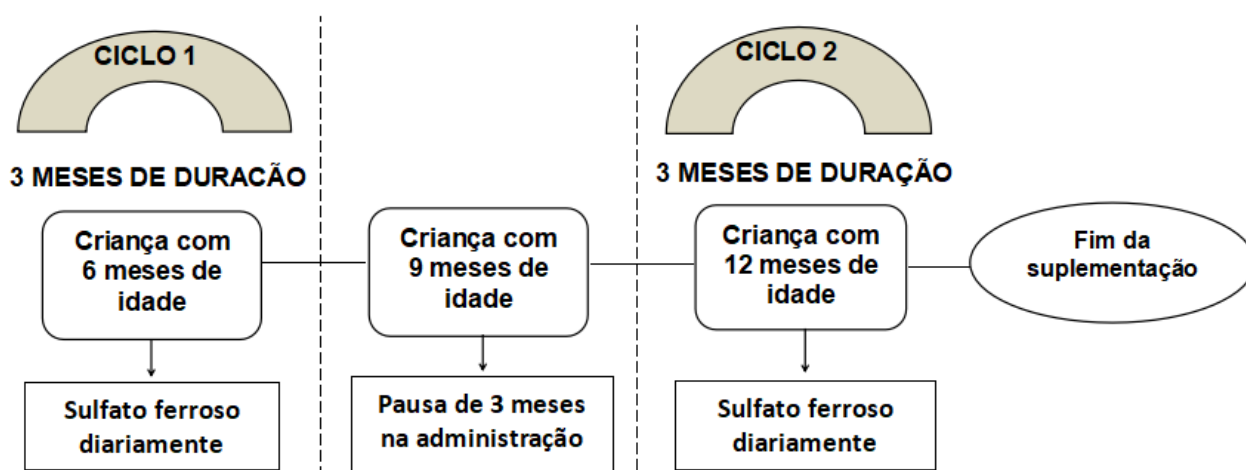 CICLO 1
CICLO 2
3 MESES DE DURACÃO
3 MESES DE DURAÇÃO
Criança com
6 meses de
idade
Criança com
9 meses de
idade
Criança com
12 meses de
idade
Fim da
suplementação
Sulfato ferroso
diariamente
Pausa de 3 meses
na administração
Sulfato ferroso
diariamente